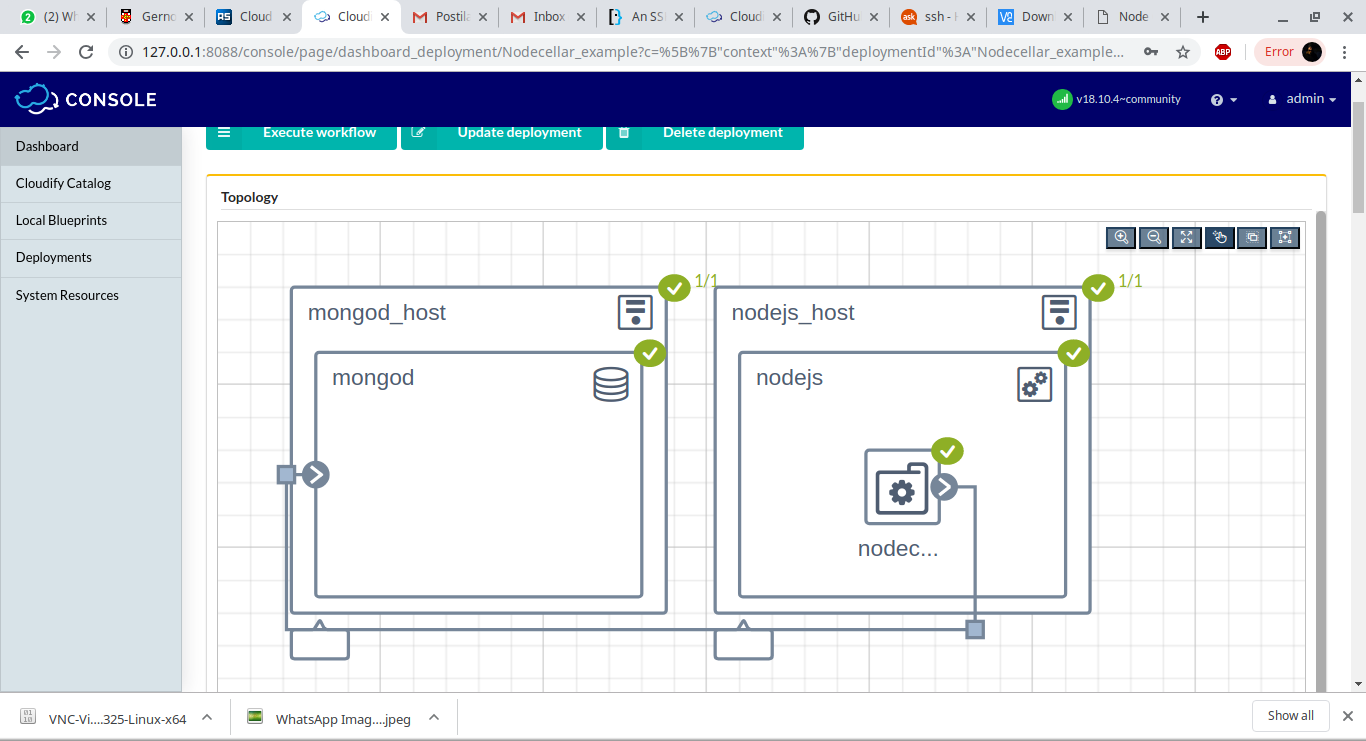 (2) Wh
Gerno
Cloud
Cloudi
Postila
Inbox
An SS
Cloudi
GitHu
ssh -
Down
Node
127.0.0.1:8088/console/page/dashboard_deployment/Nodecellar_example?c=%5B%7B"context"%3A%7B"deploymentId"%3A"Nodecellar_example...
ABP
Error
CONSOLE
v18.10.4~community
admin
Dashboard
Cloudify Catalog
Local Blueprints
Deployments
System Resources
Execute workflow
Update deployment
Delete deployment
Topology
mongod_host
1/1
mongod
nodejs_host
1/1
nodejs
nodec...
VNC-Vi....325-Linux-x64
WhatsApp Imag....jpeg
Show all